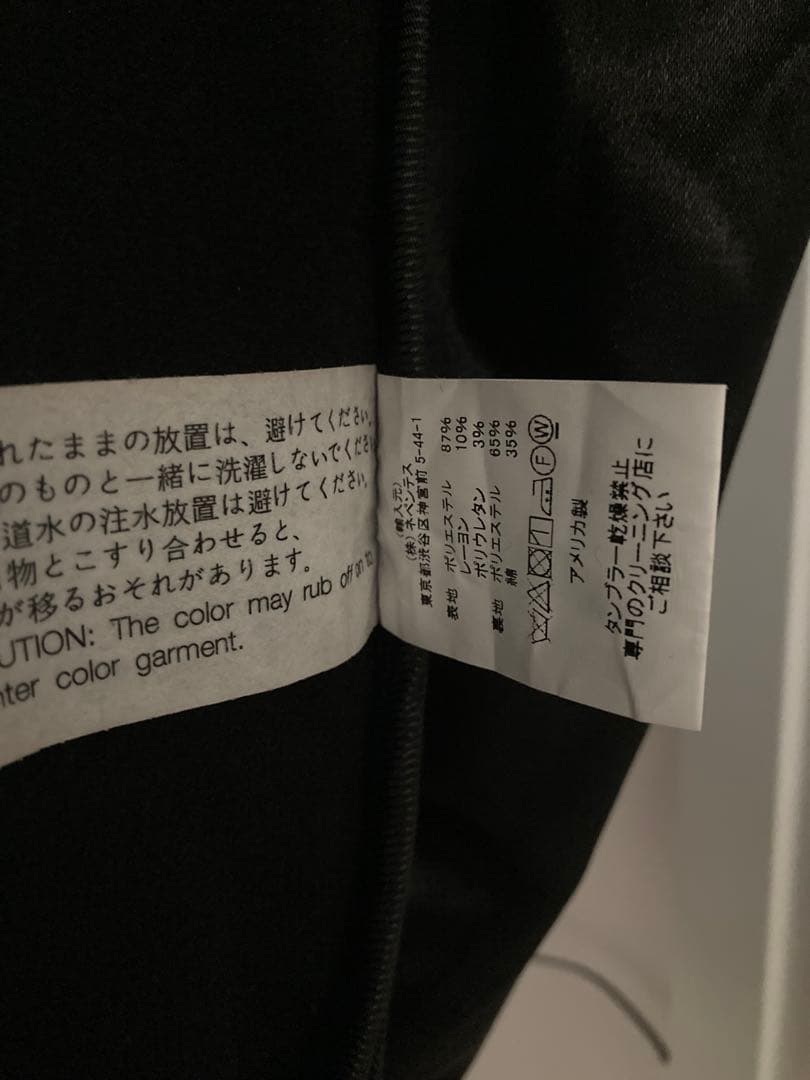 れたままの放置は、避けてください。
のものと一緒に洗濯しないでくださ
道水の注水放置は避けてください。
物とこすり合わせると、
が移るおそれがあります。
UTION: The color may rub off on to
nter color garment.
(輸入元)
(株)ネペンテス
東京都渋谷区神宮前 5-44-1
表地 ポリエステル 87%
レーヨン 10%
ポリウレタン 3%
裏地 ポリエステル 65%
綿 35%
F W
アメリカ製
タンブラー乾燥禁止
専門のクリーニング店に
ご相談下さい